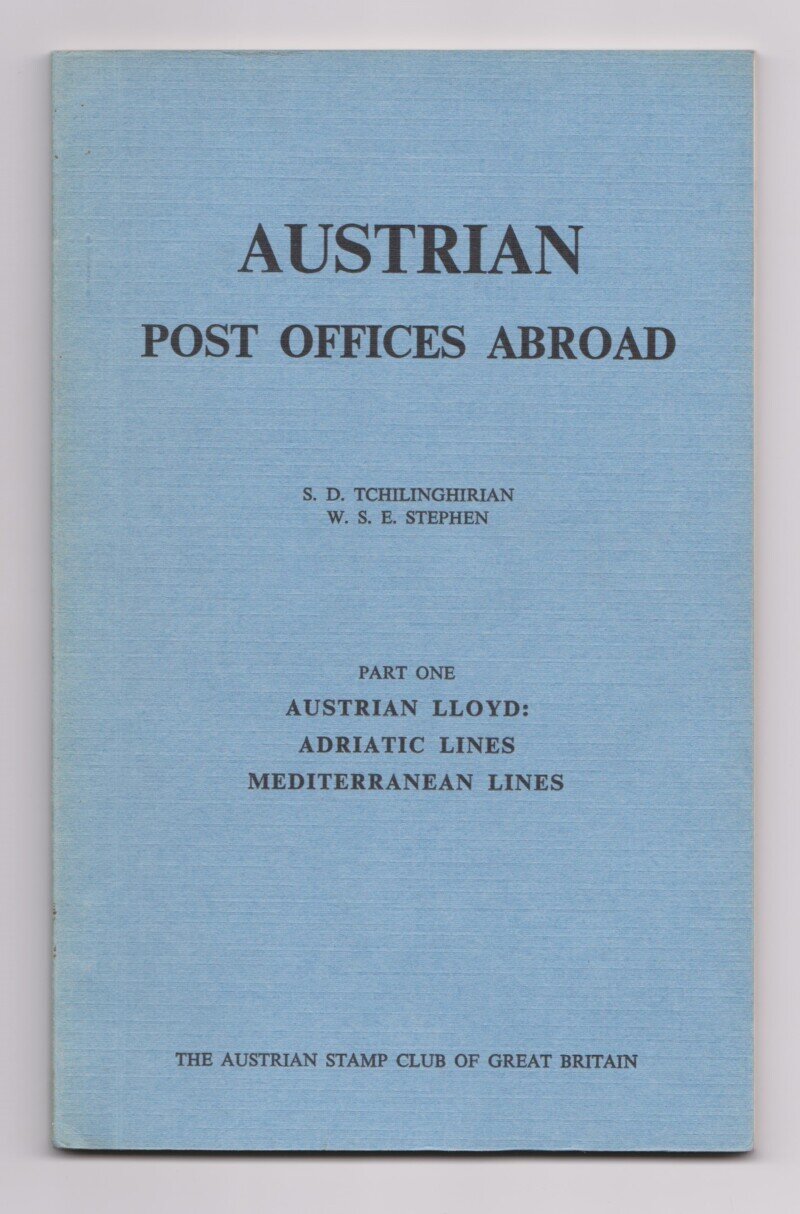 AUSTRIAN
POST OFFICES ABROAD
S. D. TCHILINGHIRIAN
W. S. E. STEPHEN
PART ONE
AUSTRIAN LLOYD:
ADRIATIC LINES
MEDITERRANEAN LINES
THE AUSTRIAN STAMP CLUB OF GREAT BRITAIN